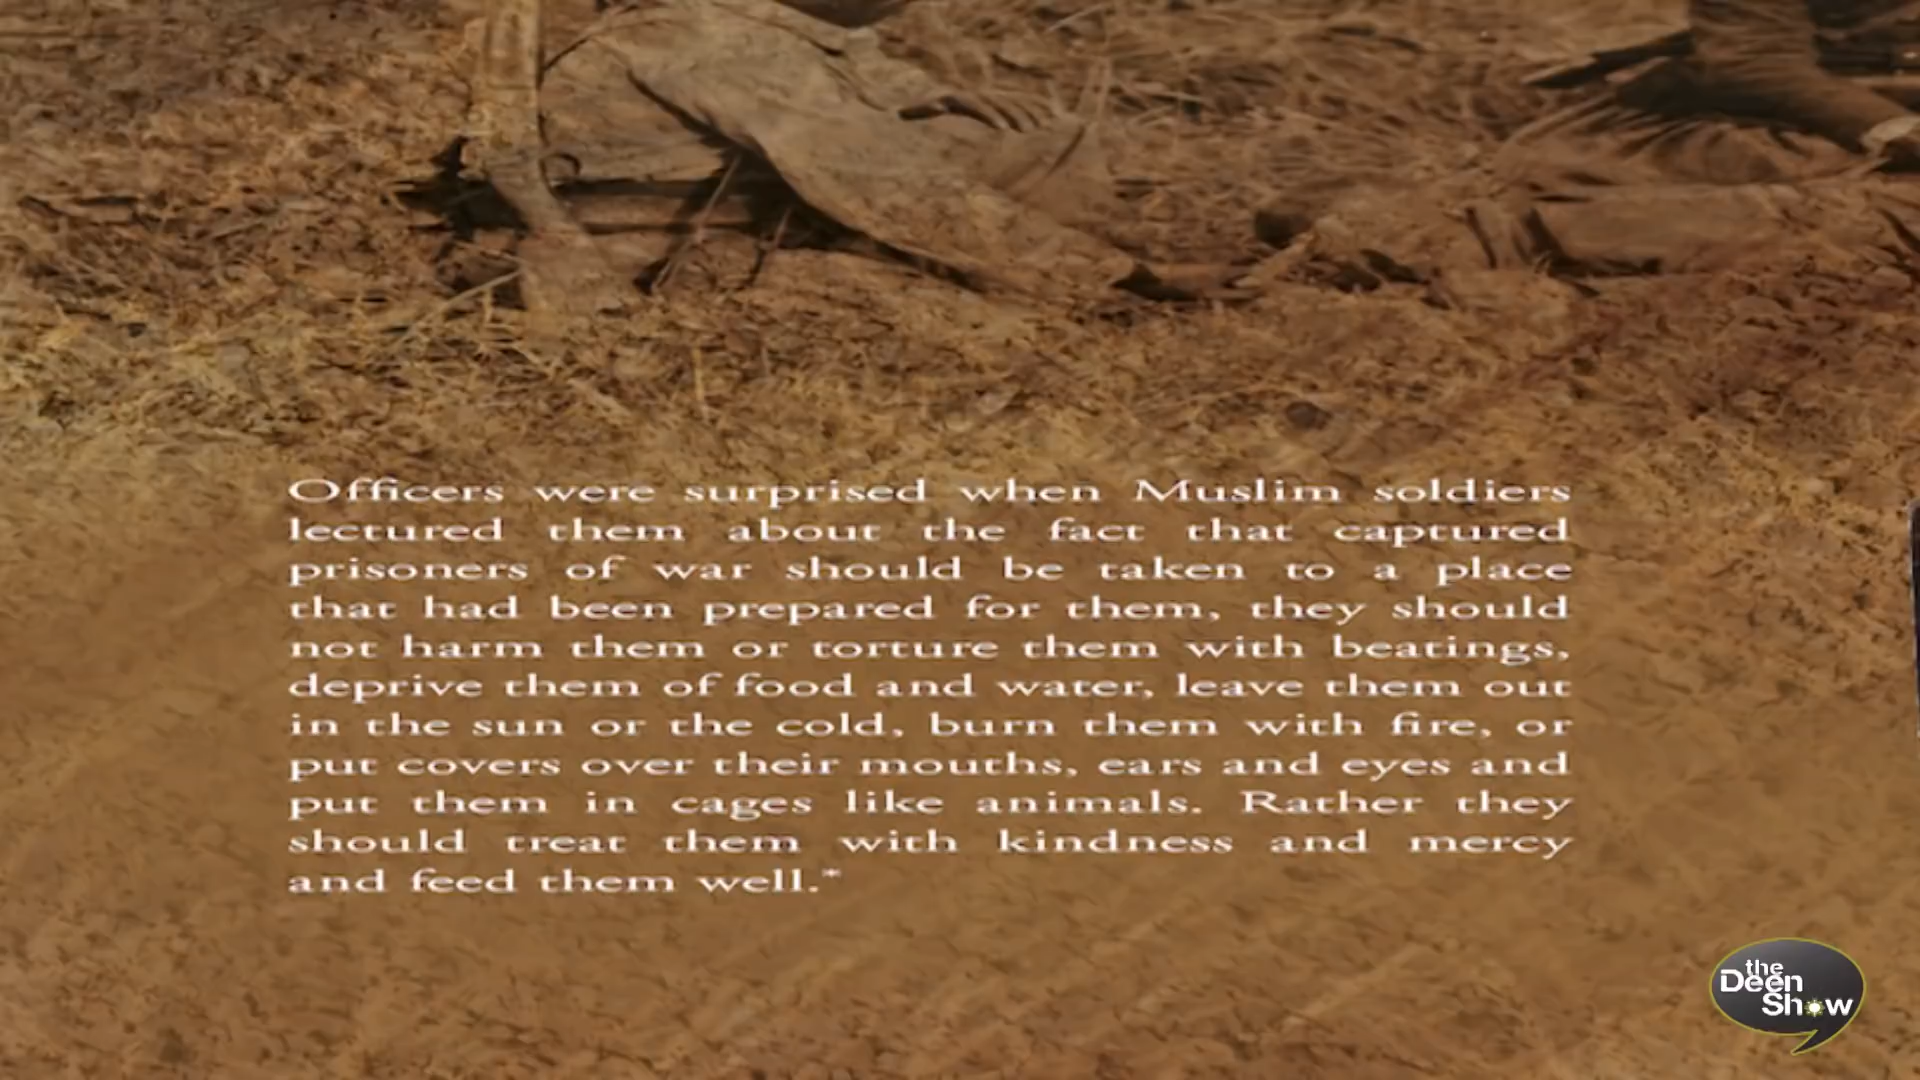 Officers were surprised when Muslim soldiers
lectured them about the fact that captured
prisoners of war should be taken to a place
that had been prepared for them, they should
not harm them or torture them with beatings,
deprive them of food and water, leave them out
in the sun or the cold, burn them with fire, or
put covers over their mouths, ears and eyes and
put them in cages like animals. Rather they
should treat them with kindness and mercy
and feed them well.*
the
Deen
Show